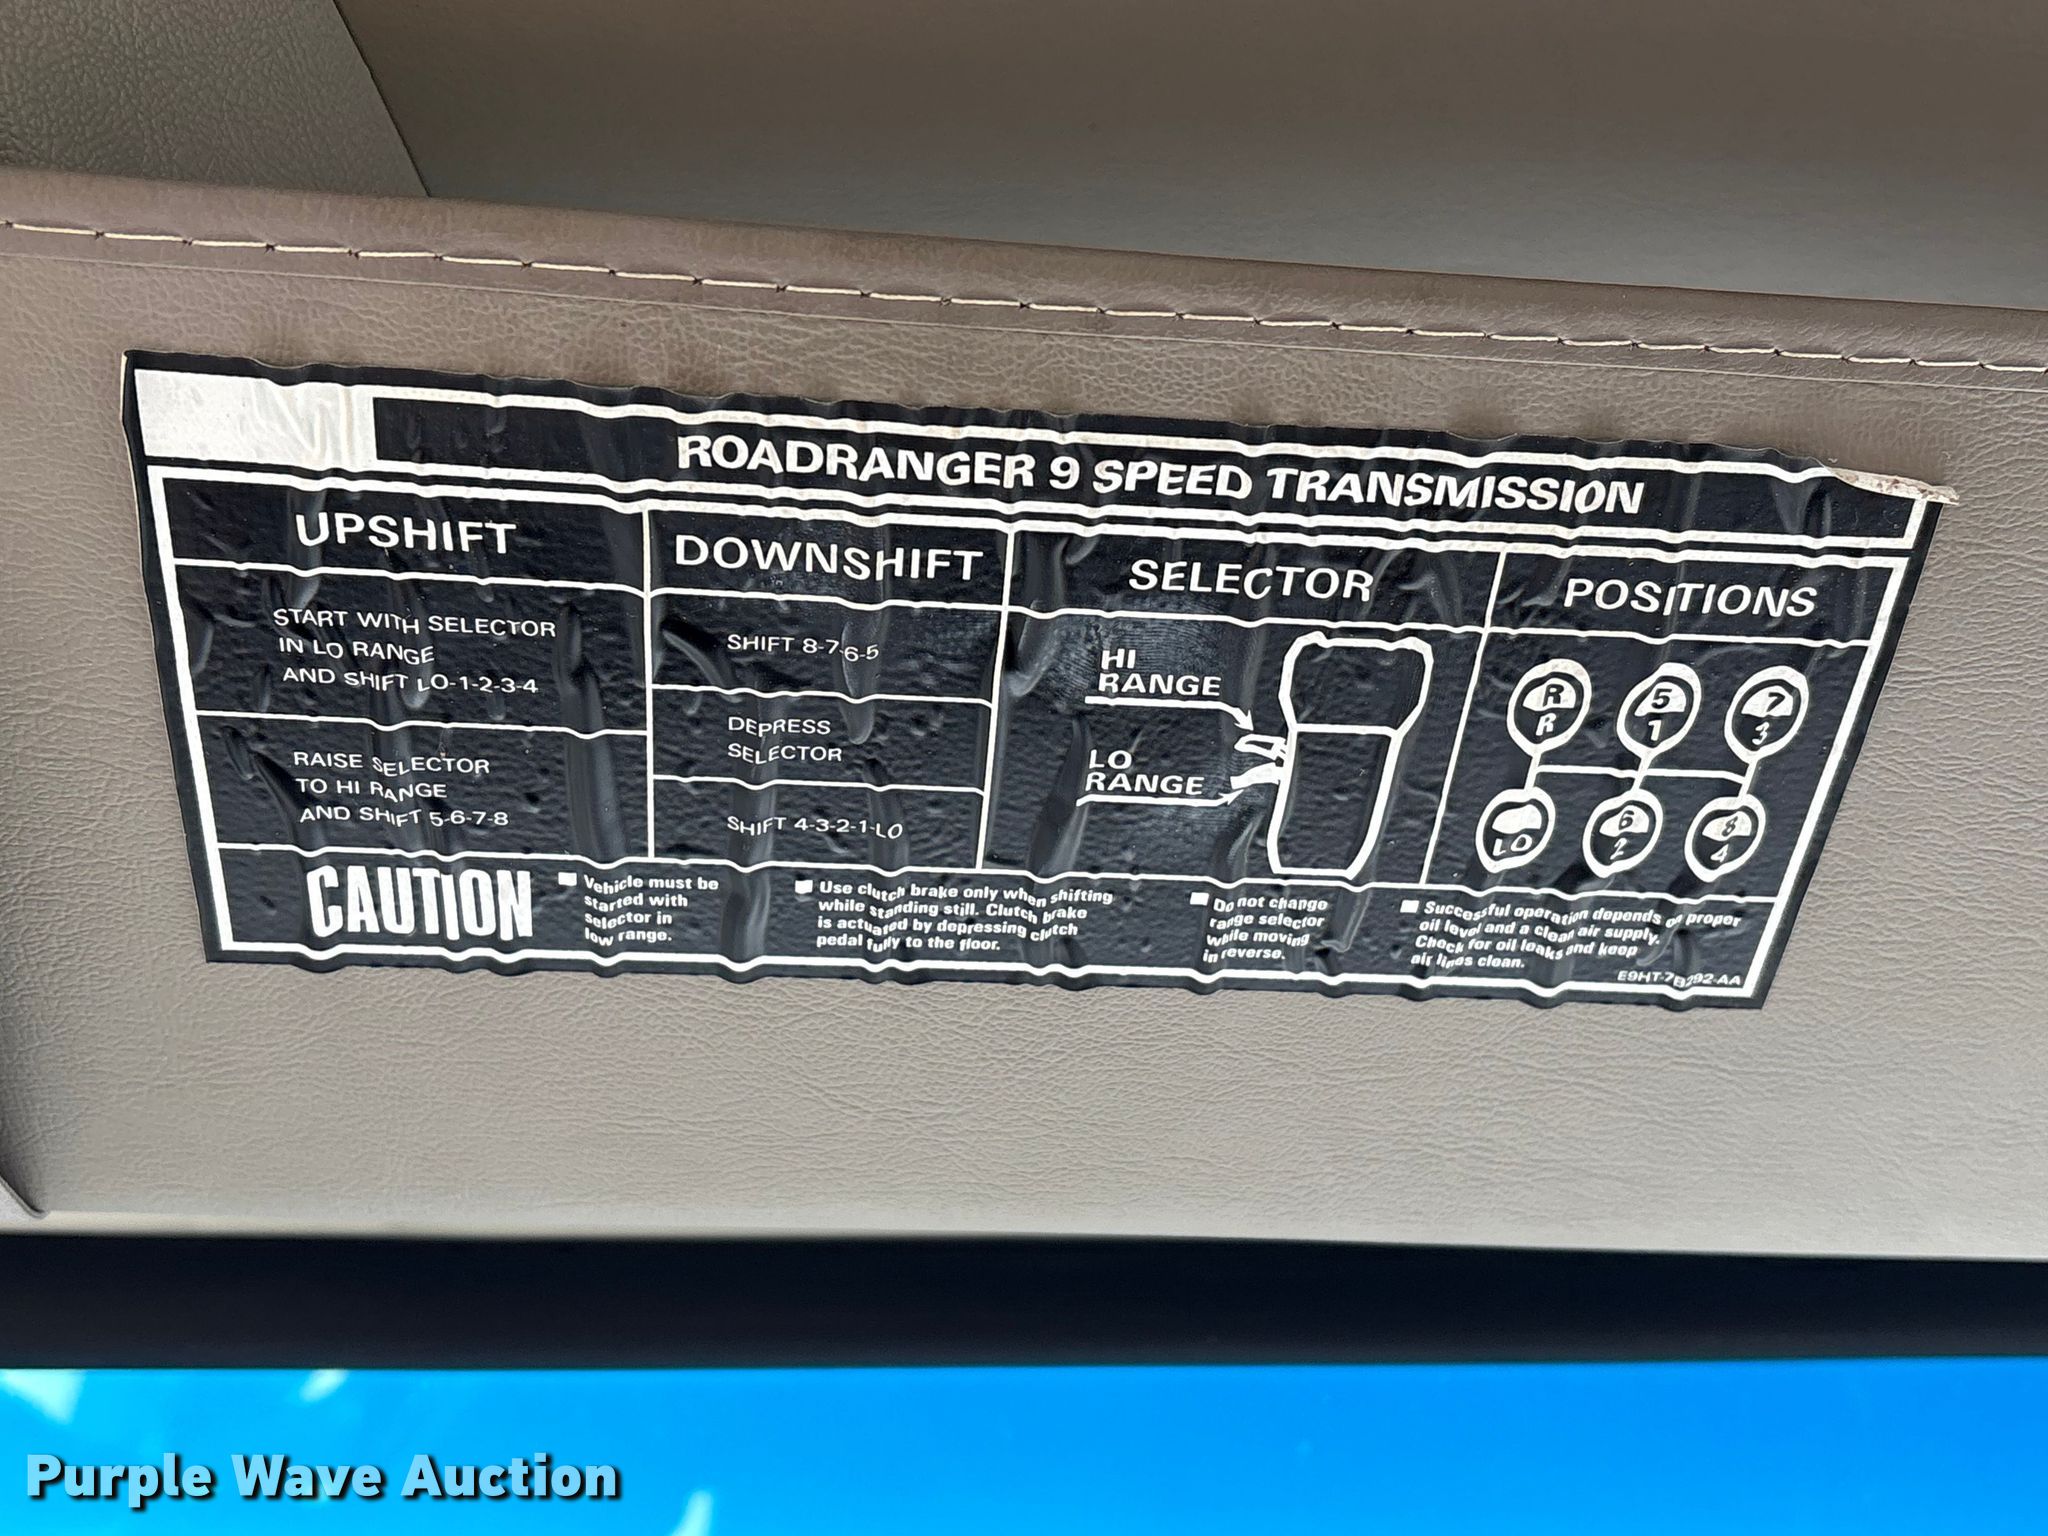 ROADRANGER 9 SPEED TRANSMISSION
UPSHIFT
START WITH SELECTOR
IN LO RANGE
AND SHIFT LO-1-2-3-4
RAISE SELECTOR
TO HI RANGE
AND SHIFT 5-6-7-8
DOWNSHIFT
SHIFT 8-7-6-5
DEPRESS
SELECTOR
SHIFT 4-3-2-1-LO
SELECTOR
HI
RANGE
LO
RANGE
POSITIONS
R 5 7
R 1 3
6 8
LO 2 4
CAUTION
■ Vehicle must be
started with
selector in
low range.
■ Use clutch brake only when shifting
while standing still. Clutch brake
is actuated by depressing clutch
pedal fully to the floor.
■ Do not change
range selector
while moving
in reverse.
■ Successful operation depends on proper
oil level and a clean air supply.
Check for oil leaks and keep
air lines clean.
E9HT-7B292-AA
Purple Wave Auction